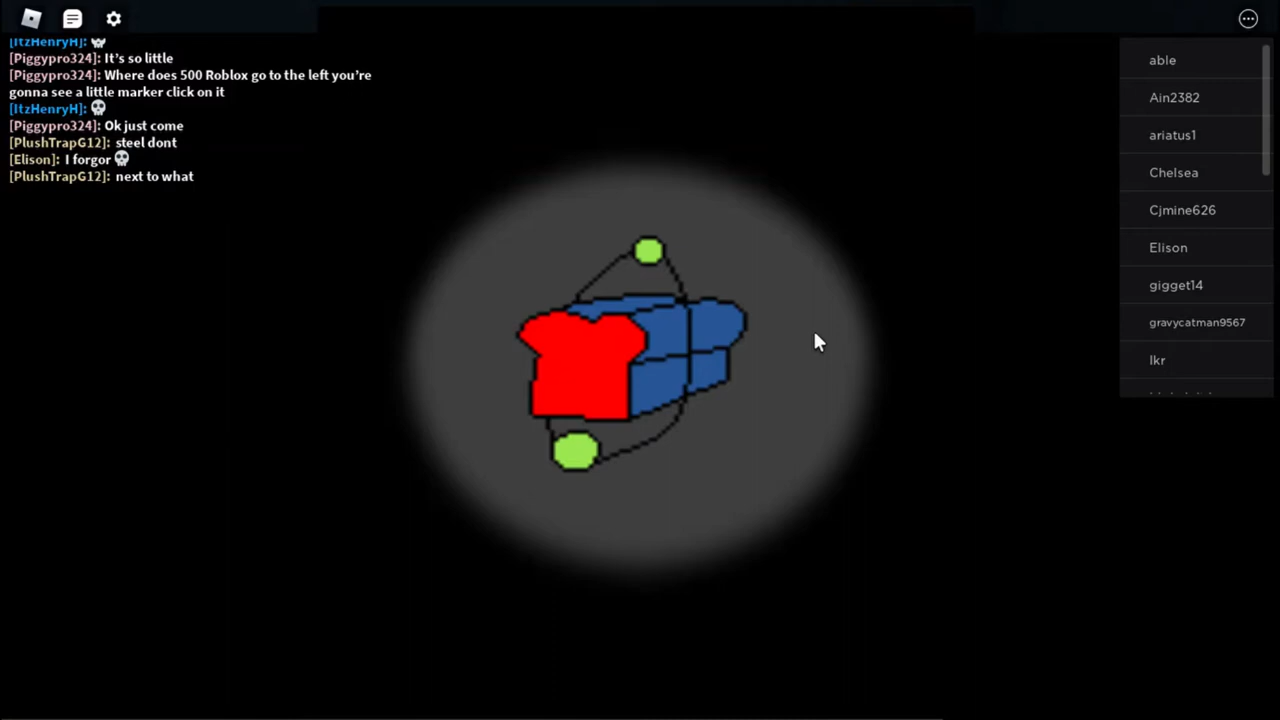 [ItzHenryH]: 💀
[Piggypro324]: It's so little
[Piggypro324]: Where does 500 Roblox go to the left you're
gonna see a little marker click on it
[ItzHenryH]: 💀
[Piggypro324]: Ok just come
[PlushTrapG12]: steel dont
[Elison]: I forgor 💀
[PlushTrapG12]: next to what
able
Ain2382
ariatus1
Chelsea
Cjmine626
Elison
gigget14
gravycatman9567